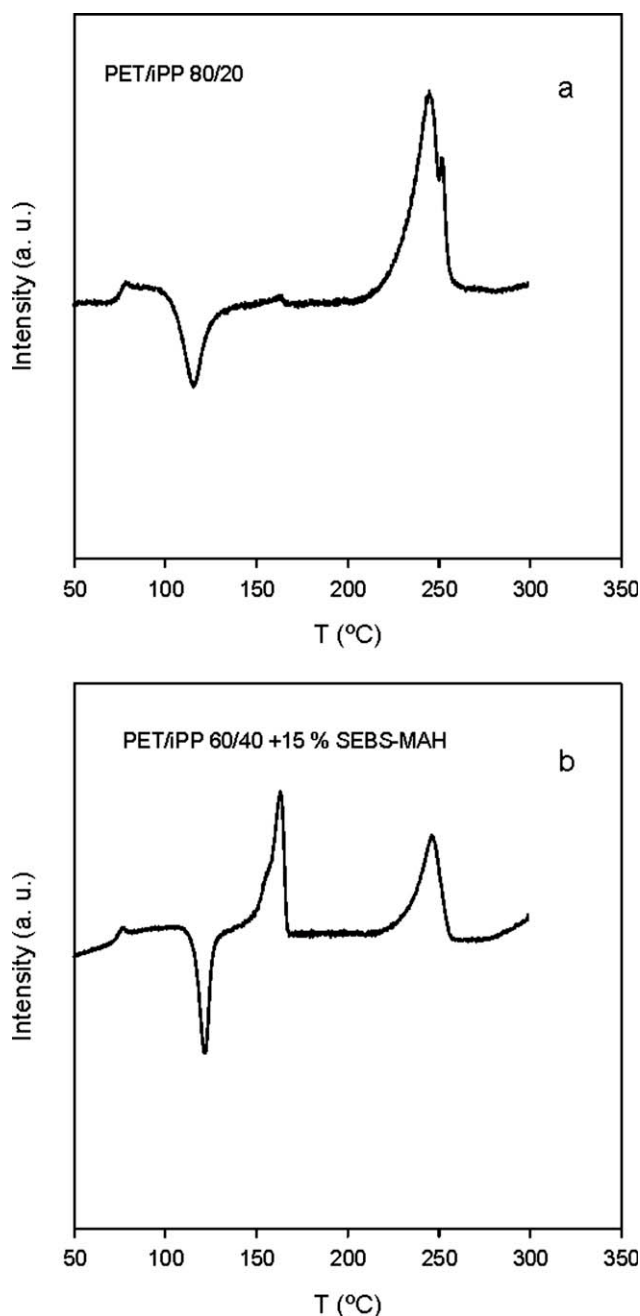 PET/iPP 80/20
a
Intensity (a. u.)
50 100 150 200 250 300 350
T (ºC)
PET/iPP 60/40 +15 % SEBS-MAH
b
Intensity (a. u.)
50 100 150 200 250 300 350
T (ºC)